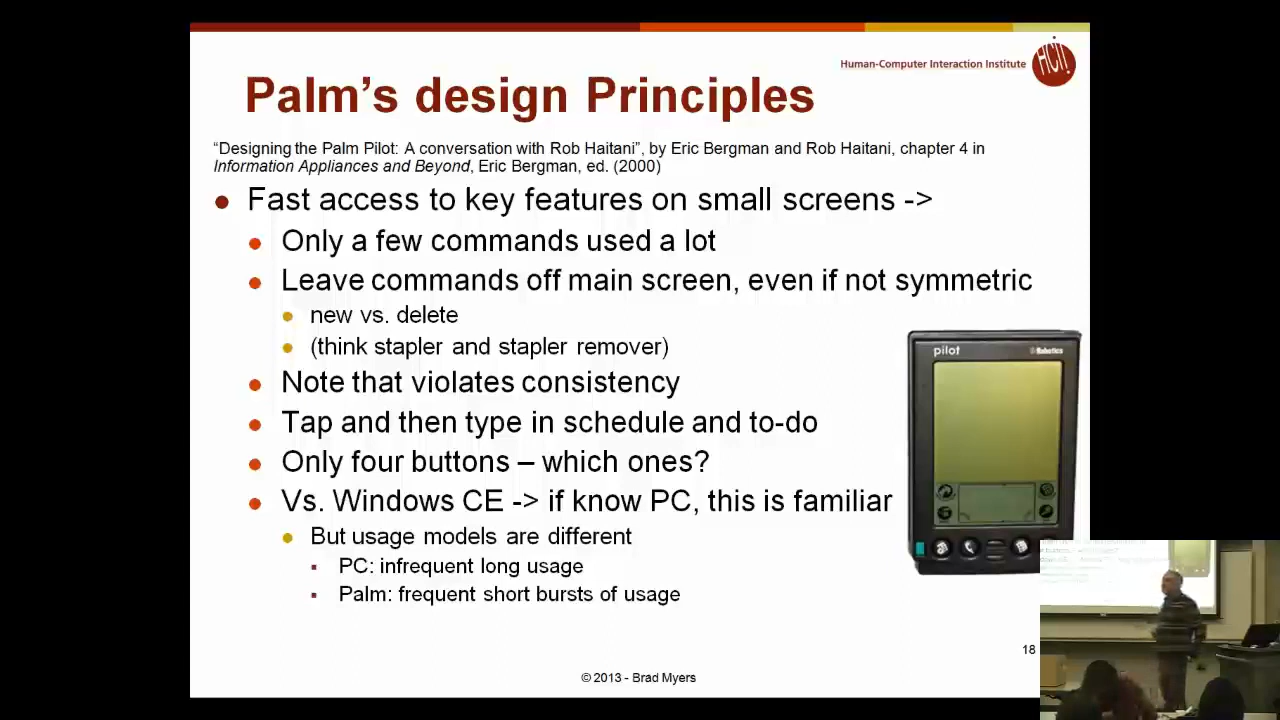 Human-Computer Interaction Institute
HCII
Palm's design Principles
“Designing the Palm Pilot: A conversation with Rob Haitani”, by Eric Bergman and Rob Haitani, chapter 4 in
Information Appliances and Beyond, Eric Bergman, ed. (2000)
Fast access to key features on small screens ->
Only a few commands used a lot
Leave commands off main screen, even if not symmetric
new vs. delete
(think stapler and stapler remover)
Note that violates consistency
Tap and then type in schedule and to-do
Only four buttons – which ones?
Vs. Windows CE -> if know PC, this is familiar
But usage models are different
PC: infrequent long usage
Palm: frequent short bursts of usage
pilot
Robotics
18
© 2013 - Brad Myers